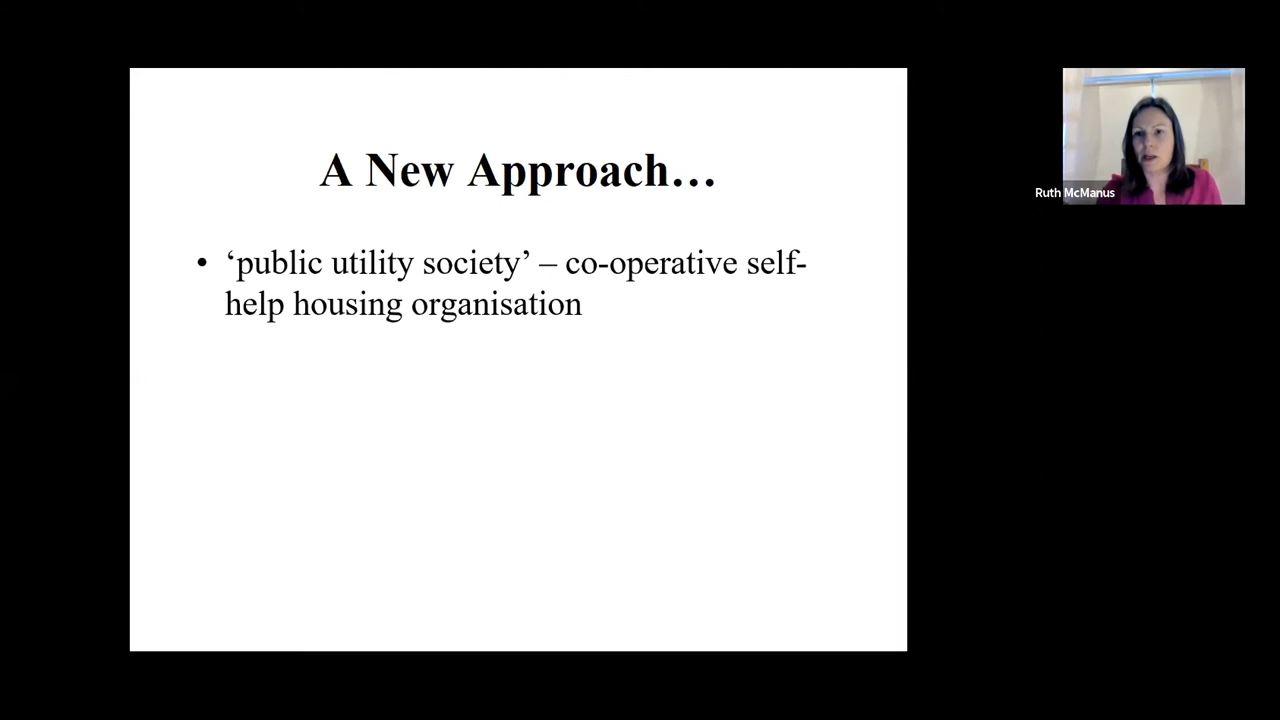 A New Approach…
• ‘public utility society’ – co-operative self-
help housing organisation
Ruth McManus